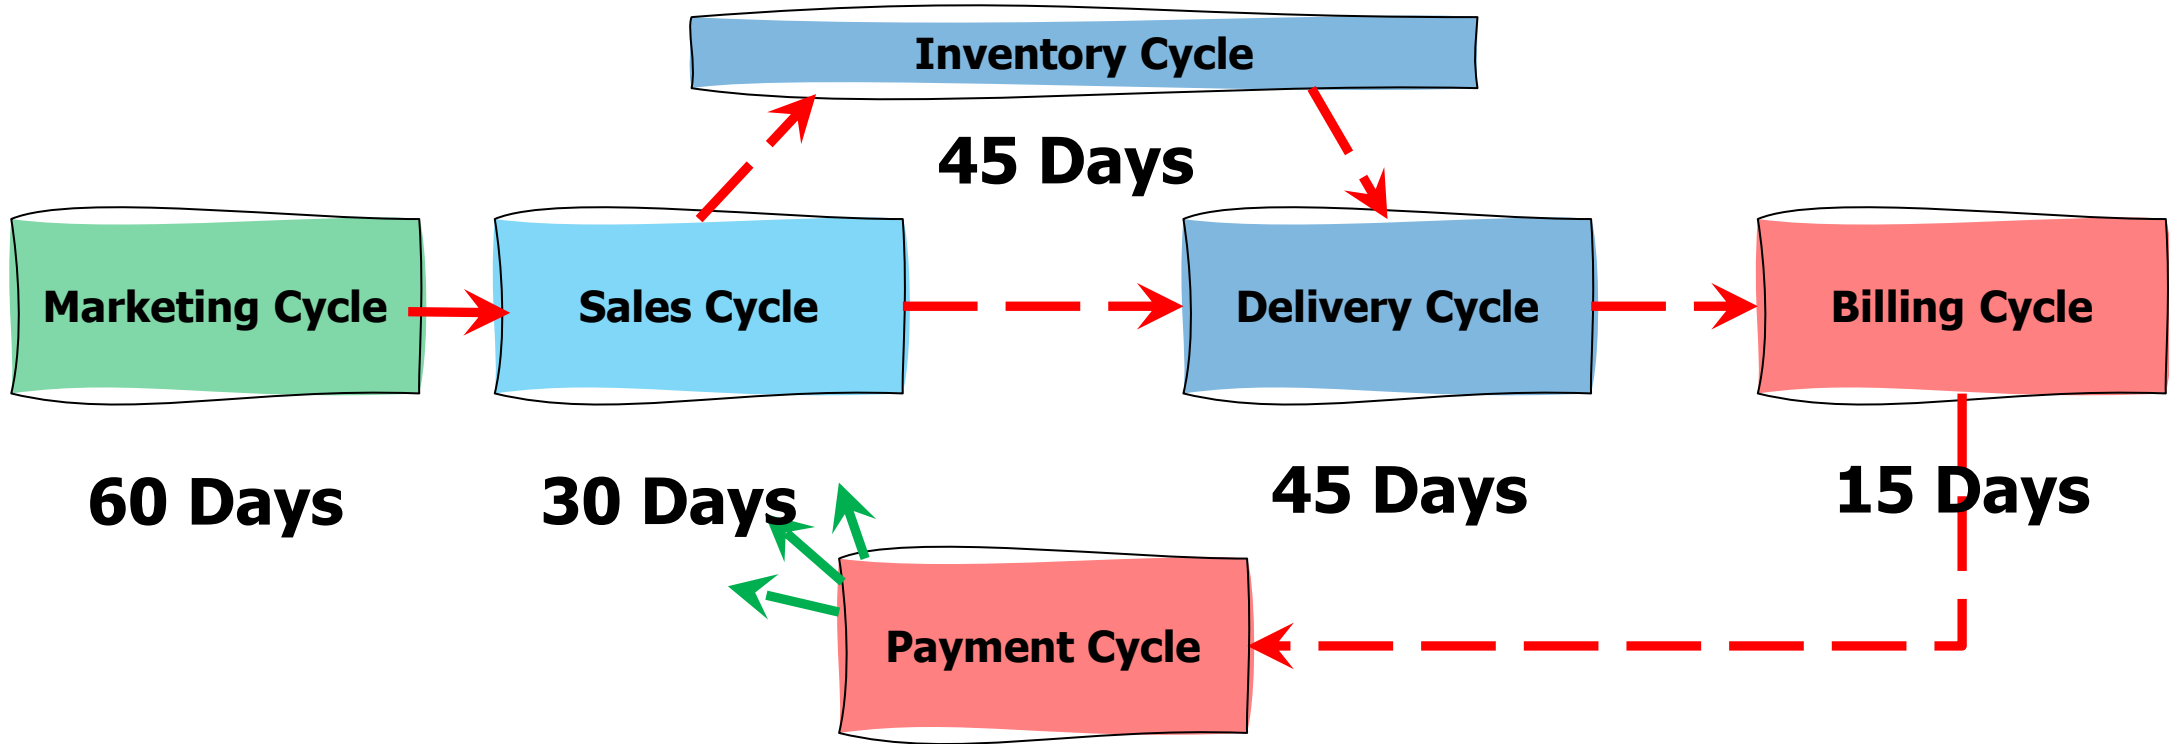 Inventory Cycle
45 Days
Marketing Cycle
Sales Cycle
Delivery Cycle
Billing Cycle
60 Days
30 Days
45 Days
15 Days
Payment Cycle